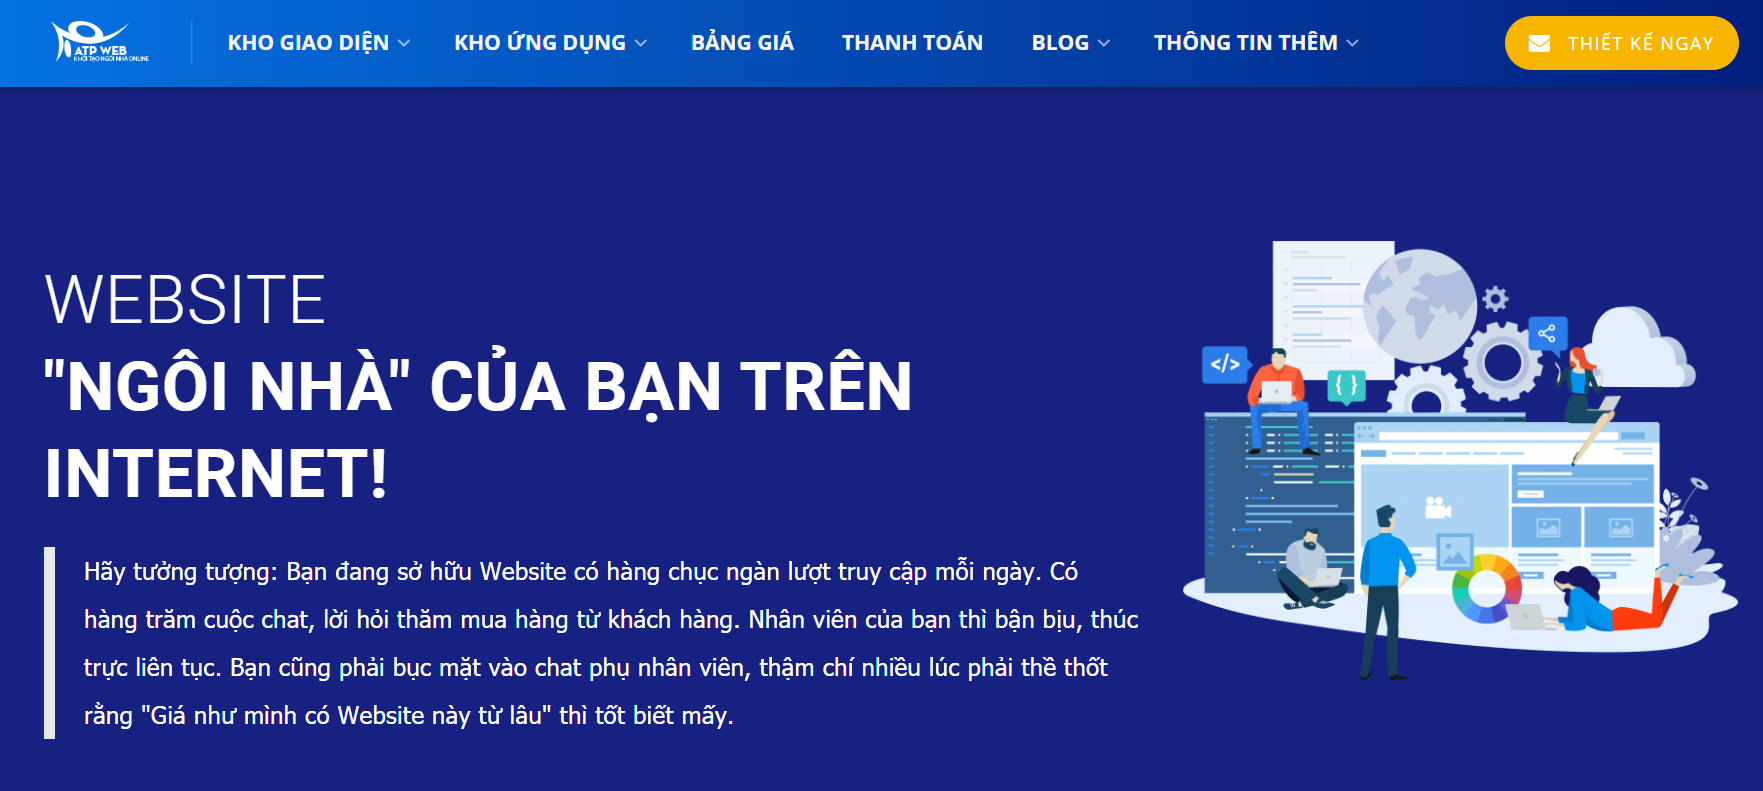 ATP WEB
KHỞI TẠO NGÔI NHÀ ONLINE
KHO GIAO DIỆN
KHO ỨNG DỤNG
BẢNG GIÁ
THANH TOÁN
BLOG
THÔNG TIN THÊM
THIẾT KẾ NGAY
WEBSITE
"NGÔI NHÀ" CỦA BẠN TRÊN
INTERNET!
</>
{ }
Hãy tưởng tượng: Bạn đang sở hữu Website có hàng chục ngàn lượt truy cập mỗi ngày. Có
hàng trăm cuộc chat, lời hỏi thăm mua hàng từ khách hàng. Nhân viên của bạn thì bận bịu, thúc
trực liên tục. Bạn cũng phải bục mặt vào chat phụ nhân viên, thậm chí nhiều lúc phải thề thốt
rằng "Giá như mình có Website này từ lâu" thì tốt biết mấy.